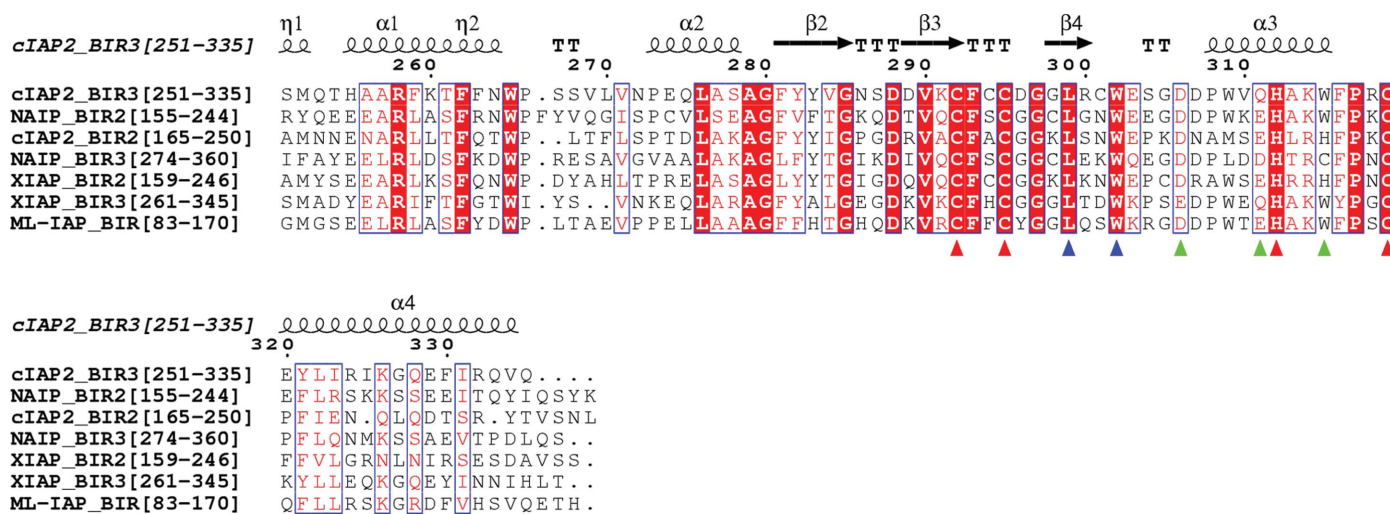 η1 α1 η2 α2 β2 β3 β4 α3
cIAP2_BIR3[251-335] TT TTT TTT TT
260 270 280 290 300 310
cIAP2_BIR3[251-335] SMQTHAARFKTFFNWP.SSVLVNPEQLASAGFYYVGNSDDVKCFCCDGGLRCWESGDDPWVQHAKWFPRC
NAIP_BIR2[155-244] RYQEEEARLASFRNWPFYVQGISPCVLSEAGFVFTGKQDTVQCFSCGGCLGNWEEGDDPWKEHAKWFPKC
cIAP2_BIR2[165-250] AMNNENARLLTFQTWP..LTFLSPTDLAKAGFYYIGPGDRVACFACGGKLSNWEPKDNAMSEHLRHFPKC
NAIP_BIR3[274-360] IFAYEELRLDSFKDWP.RESAVGVAALAKAGLFYTGIKDIVQCFSCGGCLEKWQEGDDPLDDHTRCFPNC
XIAP_BIR2[159-246] AMYSEEARLKSFQNWP.DYAHLTPRELASAGLYYTGIGDQVQCFCCGGKLKNWEPCDRAWSEHRRHFPNC
XIAP_BIR3[261-345] SMADYEARIFTFGTWI.YS..VNKEQLARAGFYALGEGDKVKCFHCGGGLTDWKPSEDPWEQHAKWYPGC
ML-IAP_BIR[83-170] GMGSEELRLASFYDWP.LTAEVPPELLAAAGFFHTGHQDKVRCFFCYGGLQSWKRGDDPWTEHAKWFPSC
α4
cIAP2_BIR3[251-335]
320 330
cIAP2_BIR3[251-335] EYLIRIKGQEFIRQVQ....
NAIP_BIR2[155-244] EFLRSKKSSEEITQYIQSYK
cIAP2_BIR2[165-250] PFIEN.QLQDTSR.YTVSNL
NAIP_BIR3[274-360] PFLQNMKSSAEVTPDLQS..
XIAP_BIR2[159-246] FFVLGRNLNIRSESDAVSS.
XIAP_BIR3[261-345] KYLLEQKGQEYINNIHLT..
ML-IAP_BIR[83-170] QFLLRSKGRDFVHSVQETH.